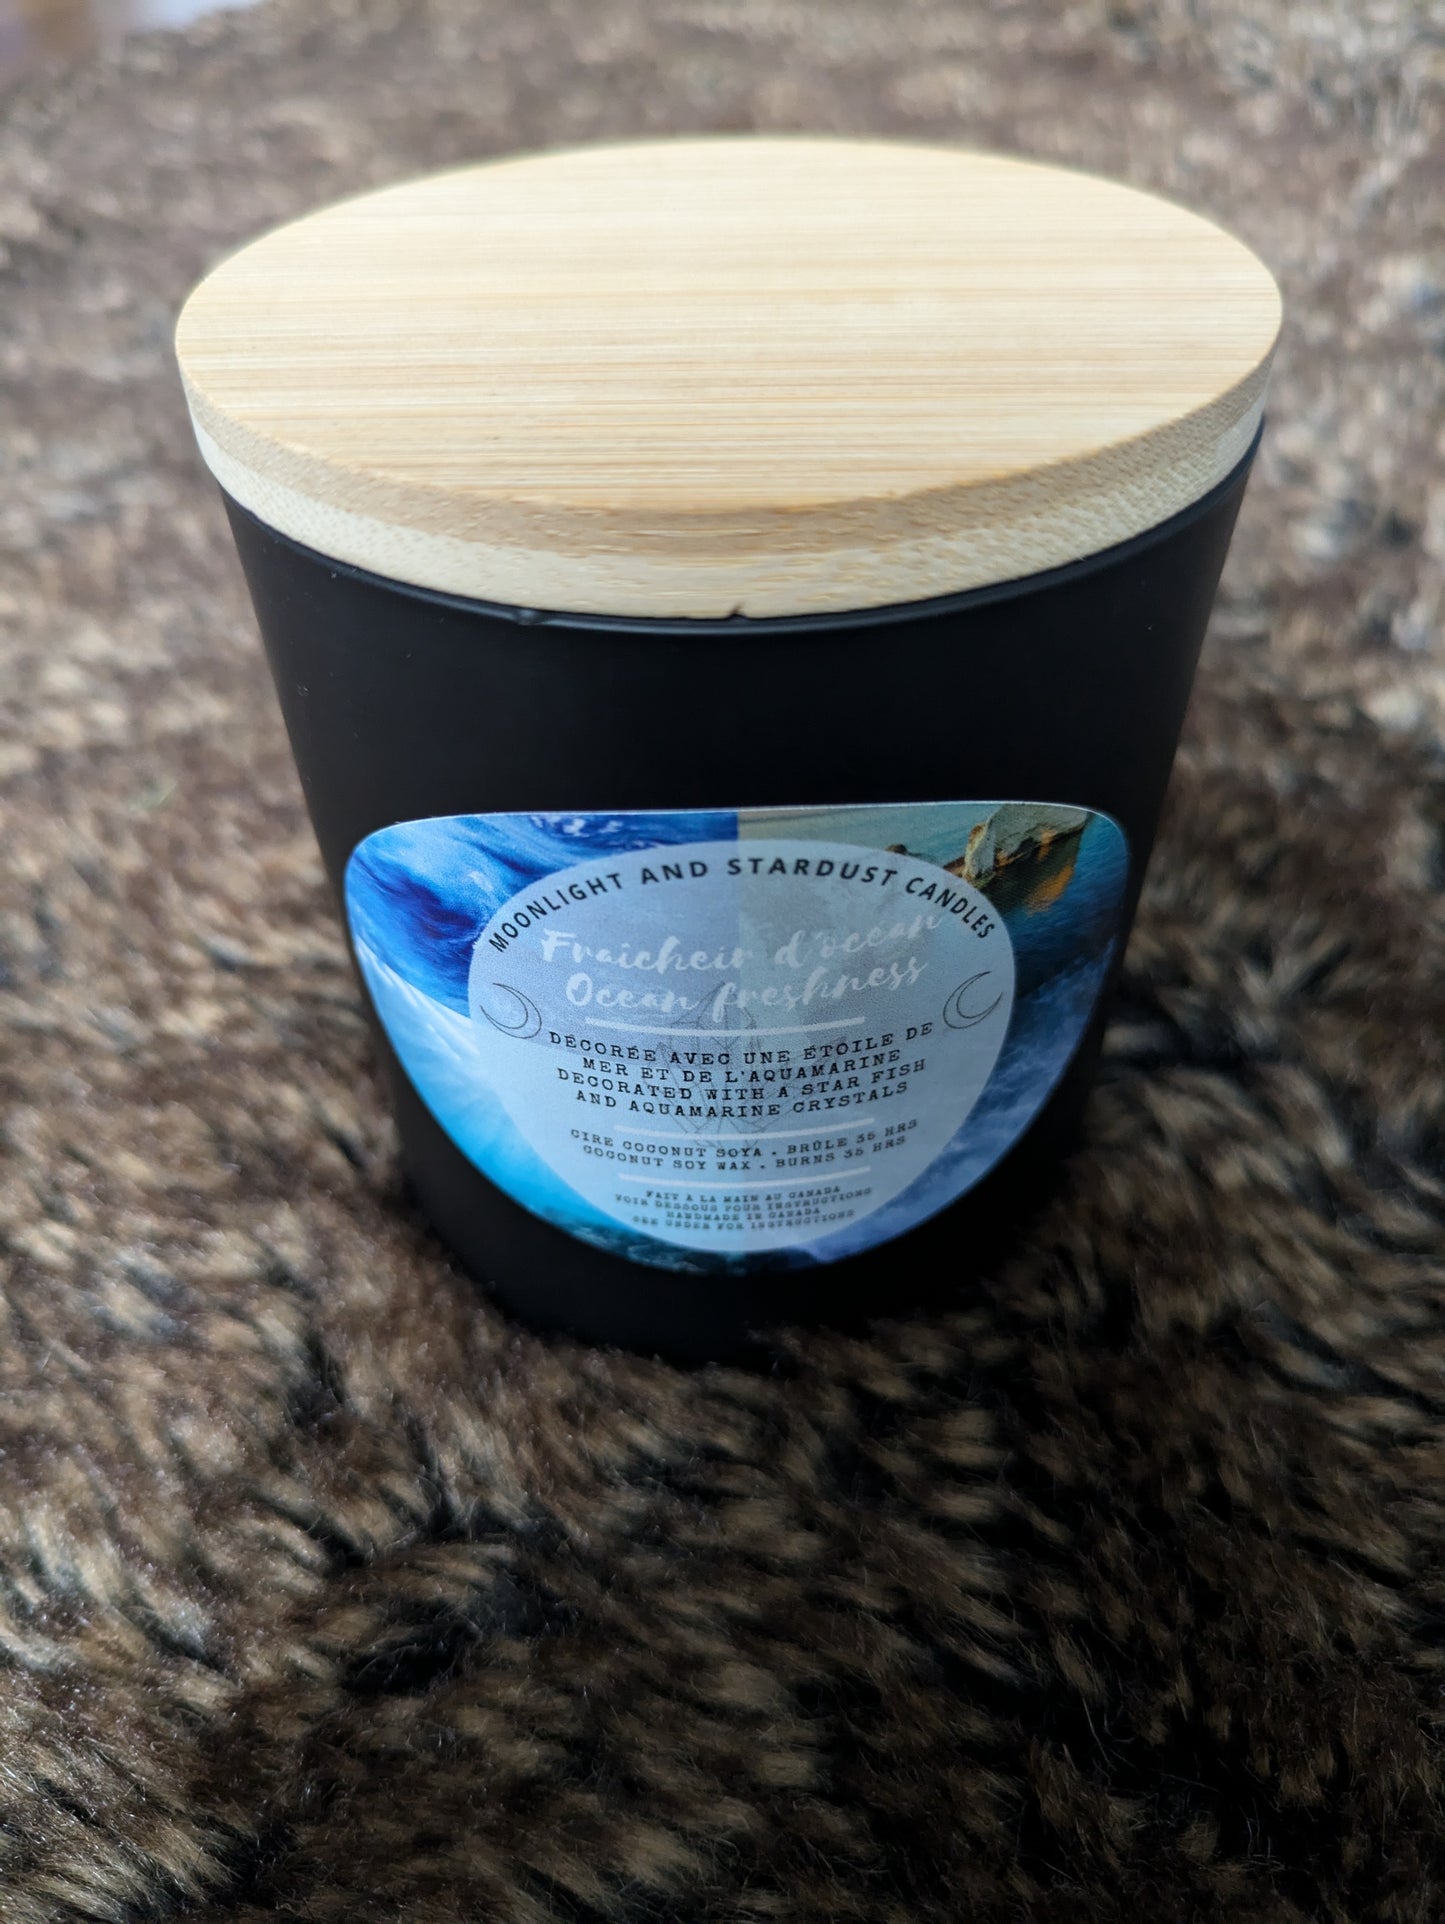 MOONLIGHT AND STARDUST CANDLES
Fraicheir d'ocean
Ocean freshness
DÉCORÉE AVEC UNE ÉTOILE DE
MER ET DE L'AQUAMARINE
DECORATED WITH A STAR FISH
AND AQUAMARINE CRYSTALS
CIRE COCONUT SOYA . BRÛLE 35 HRS
COCONUT SOY WAX . BURNS 35 HRS
FAIT À LA MAIN AU CANADA
VOIR DESSOUS POUR INSTRUCTIONS
HANDMADE IN CANADA
SEE UNDER FOR INSTRUCTIONS